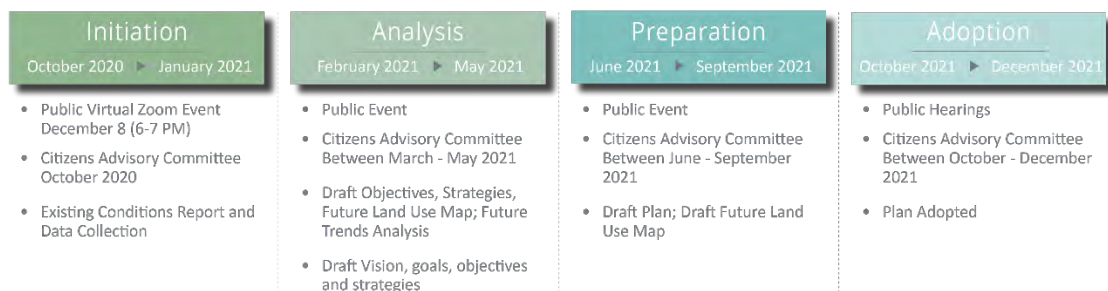 Initiation
October 2020 ▶ January 2021
• Public Virtual Zoom Event
December 8 (6-7 PM)
• Citizens Advisory Committee
October 2020
• Existing Conditions Report and
Data Collection
Analysis
February 2021 ▶ May 2021
• Public Event
• Citizens Advisory Committee
Between March - May 2021
• Draft Objectives, Strategies,
Future Land Use Map; Future
Trends Analysis
• Draft Vision, goals, objectives
and strategies
Preparation
June 2021 ▶ September 2021
• Public Event
• Citizens Advisory Committee
Between June - September
2021
• Draft Plan; Draft Future Land
Use Map
Adoption
October 2021 ▶ December 2021
• Public Hearings
• Citizens Advisory Committee
Between October - December
2021
• Plan Adopted